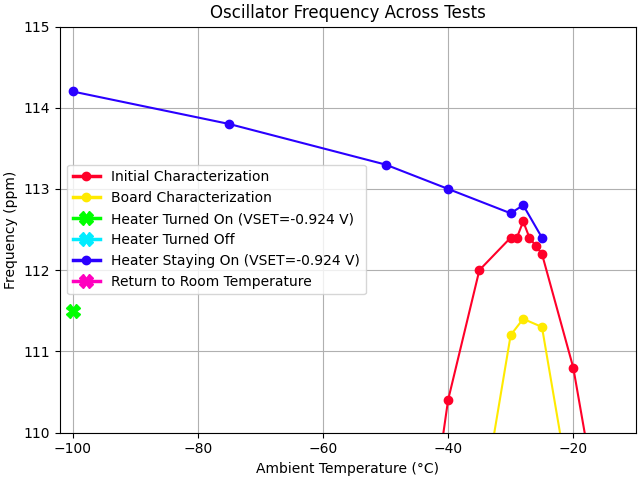 Oscillator Frequency Across Tests
115
114
113
112
111
110
Frequency (ppm)
Initial Characterization
Board Characterization
Heater Turned On (VSET=-0.924 V)
Heater Turned Off
Heater Staying On (VSET=-0.924 V)
Return to Room Temperature
−100
−80
−60
−40
−20
Ambient Temperature (°C)